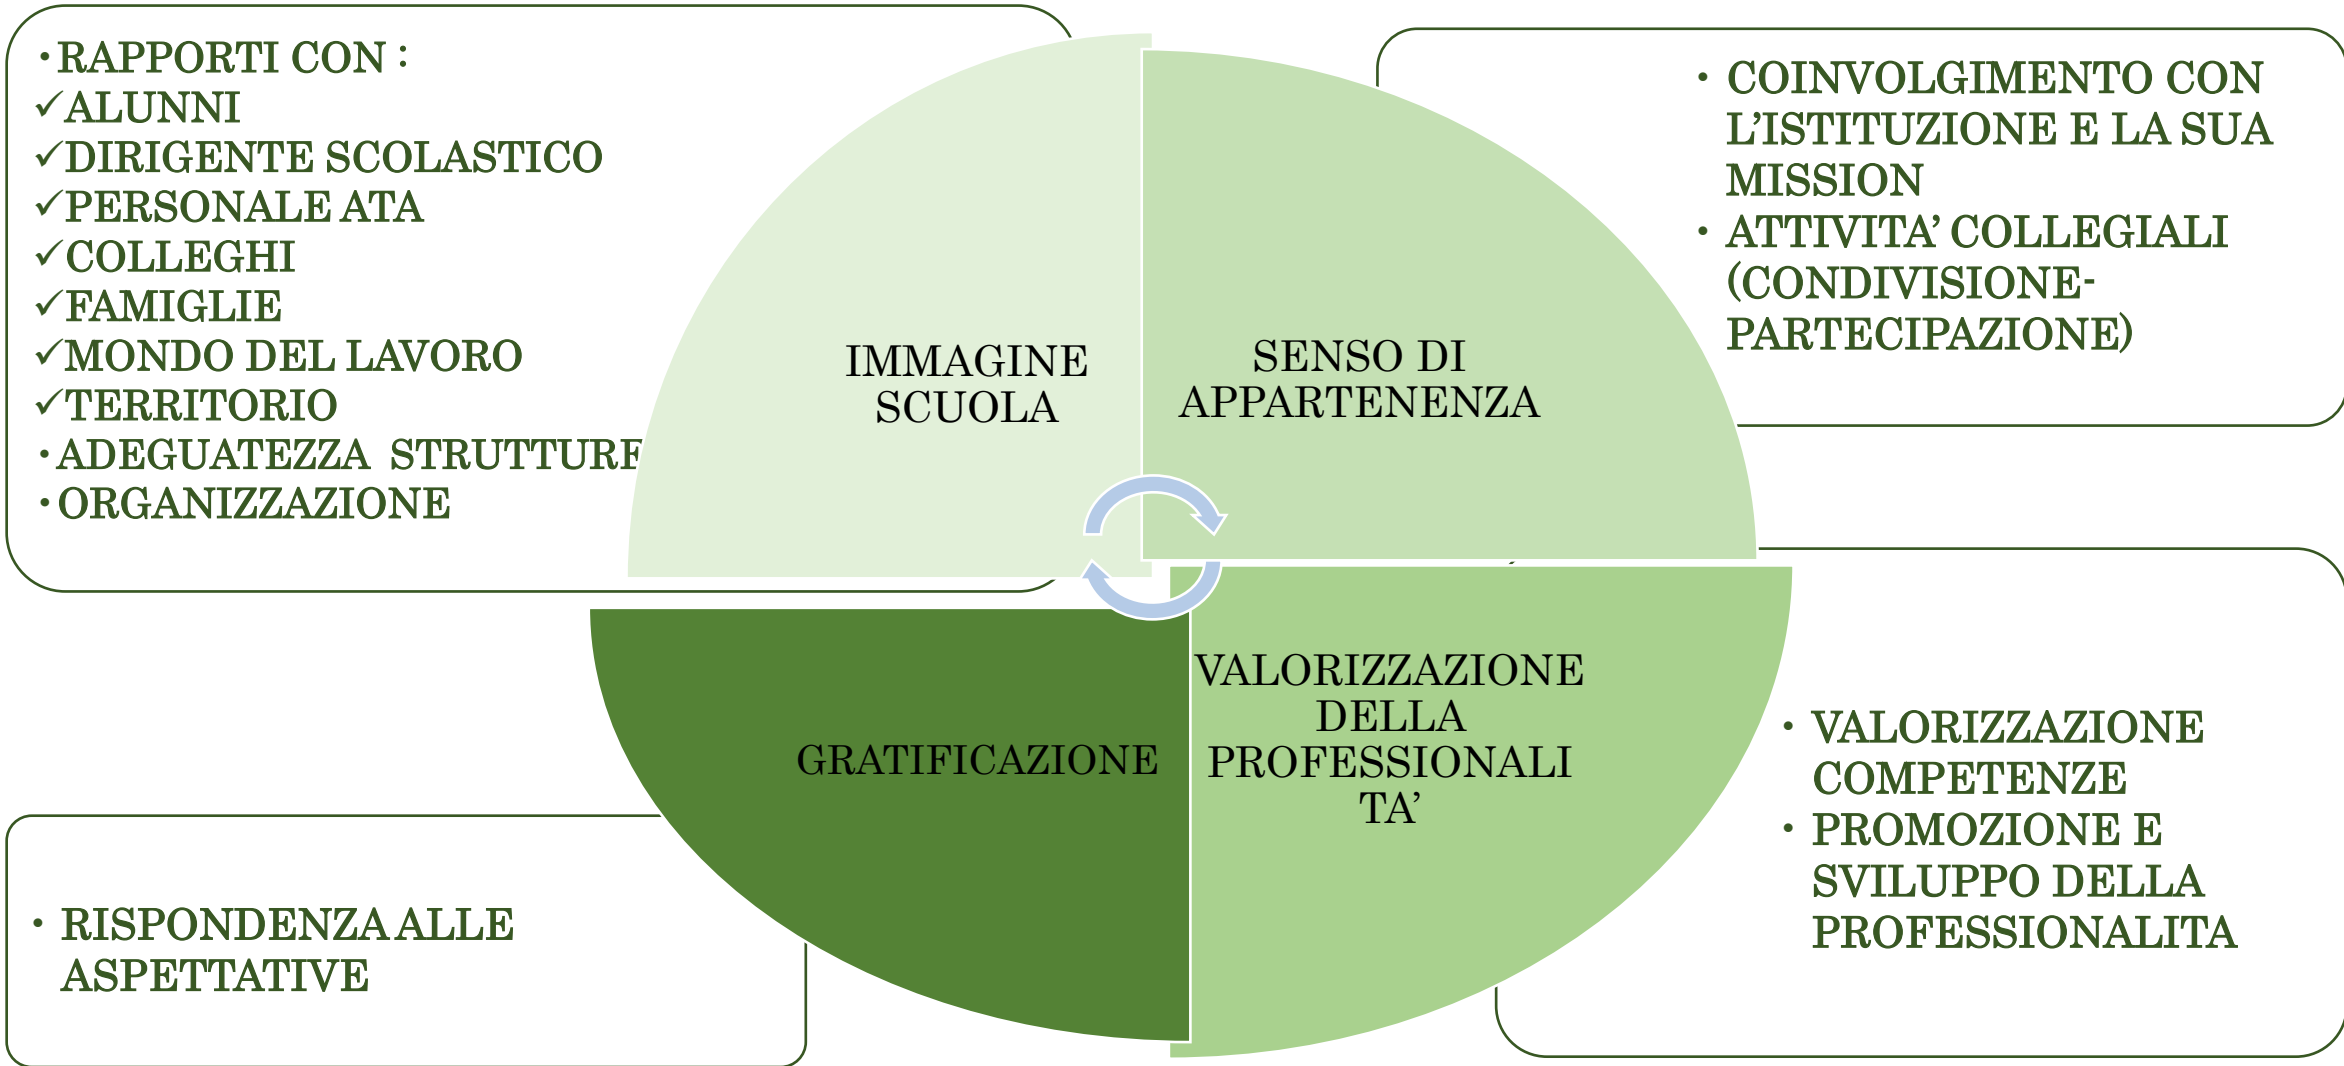 •RAPPORTI CON :
✓ALUNNI
✓DIRIGENTE SCOLASTICO
✓PERSONALE ATA
✓COLLEGHI
✓FAMIGLIE
✓MONDO DEL LAVORO
✓TERRITORIO
•ADEGUATEZZA STRUTTURE
•ORGANIZZAZIONE
IMMAGINE
SCUOLA
SENSO DI
APPARTENENZA
• COINVOLGIMENTO CON
L’ISTITUZIONE E LA SUA
MISSION
• ATTIVITA’ COLLEGIALI
(CONDIVISIONE-
PARTECIPAZIONE)
GRATIFICAZIONE
VALORIZZAZIONE
DELLA
PROFESSIONALI
TA’
• RISPONDENZA ALLE
ASPETTATIVE
• VALORIZZAZIONE
COMPETENZE
• PROMOZIONE E
SVILUPPO DELLA
PROFESSIONALITA